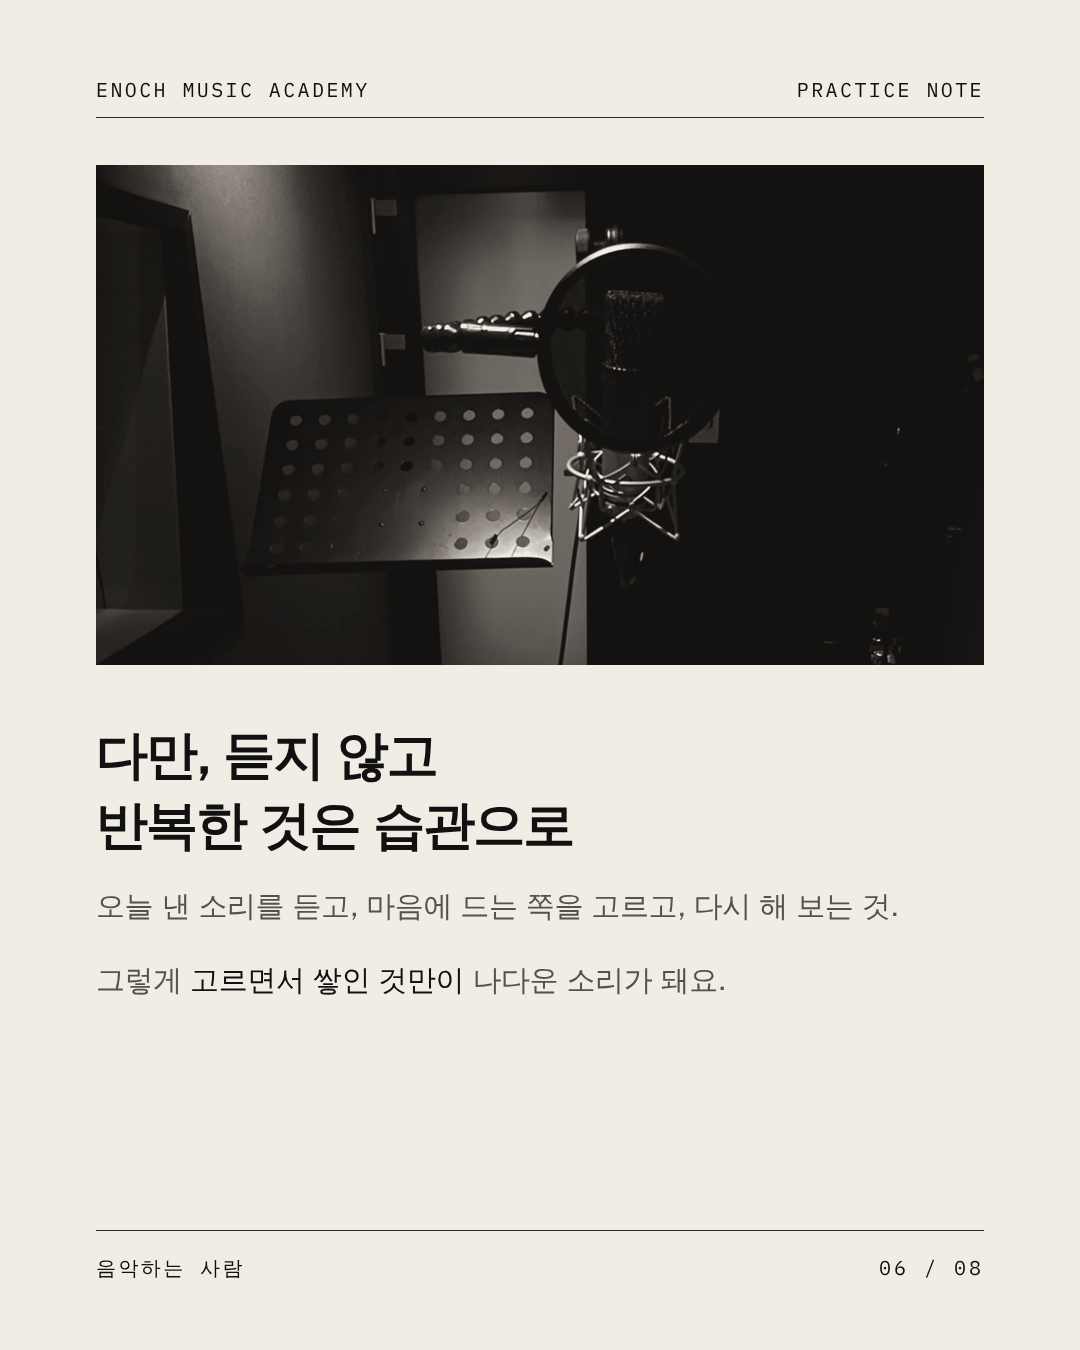 ENOCH MUSIC ACADEMY
PRACTICE NOTE
다만, 듣지 않고
반복한 것은 습관으로
오늘 낸 소리를 듣고, 마음에 드는 쪽을 고르고, 다시 해 보는 것.
그렇게 고르면서 쌓인 것만이 나다운 소리가 돼요.
음악하는 사람
06 / 08